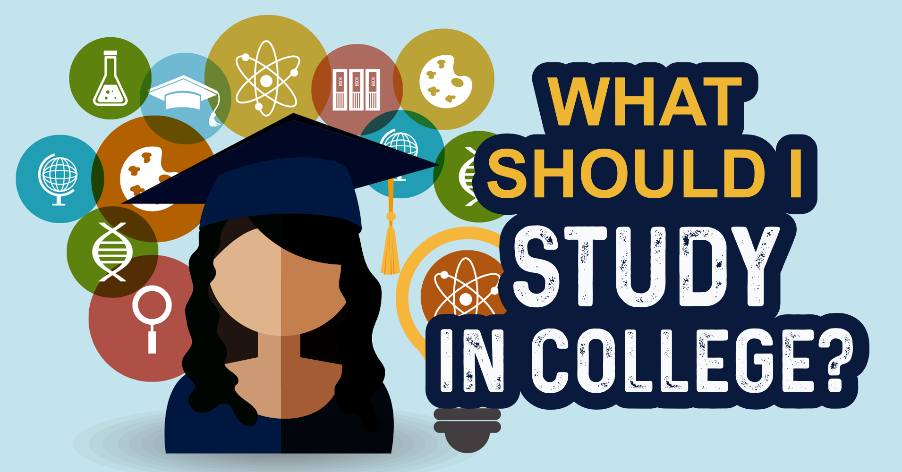 WHAT
SHOULD I
STUDY
IN COLLEGE?